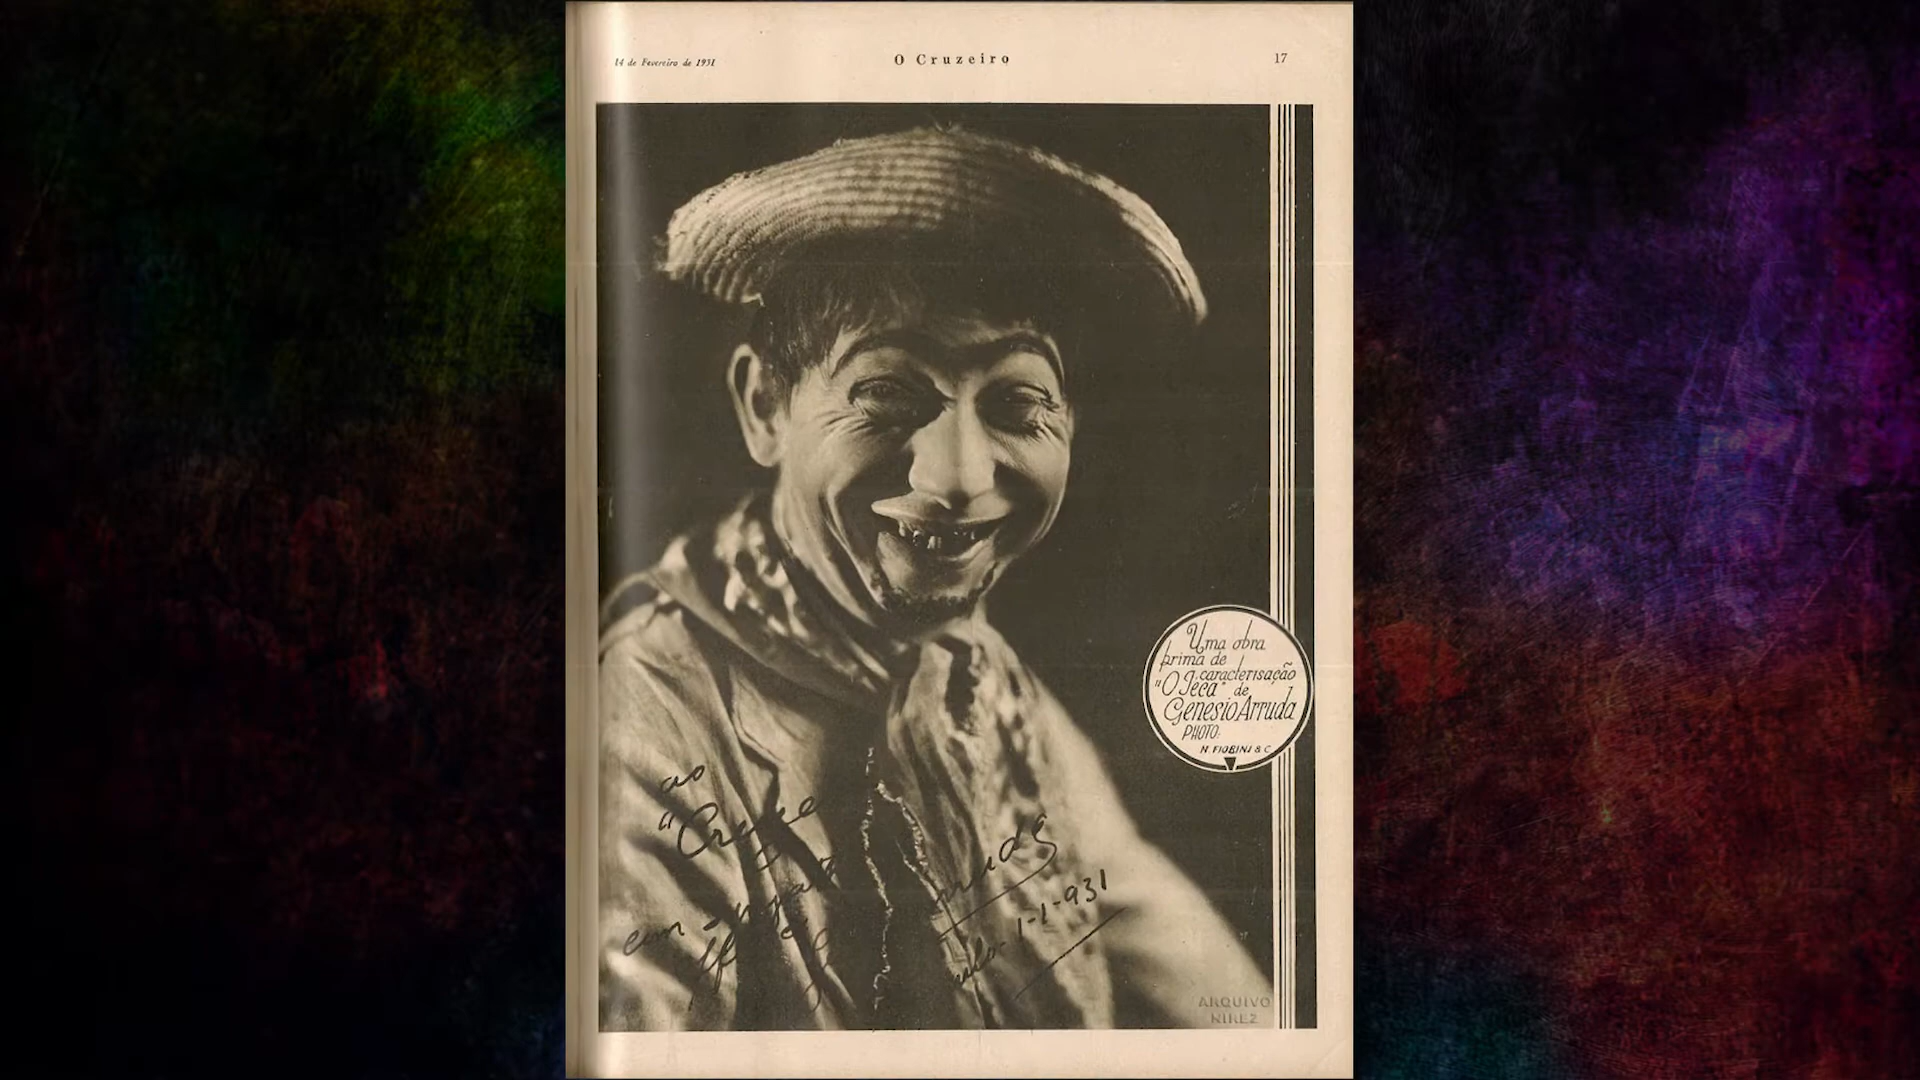 14 de Fevereiro de 1931
O Cruzeiro
17
Uma obra
prima de
caracterisação
"O Jeca" de
Genesio Arruda
PHOTO:
N. FIORINI & C
ao
com
1-1-931
ARQUIVO
NIREZ